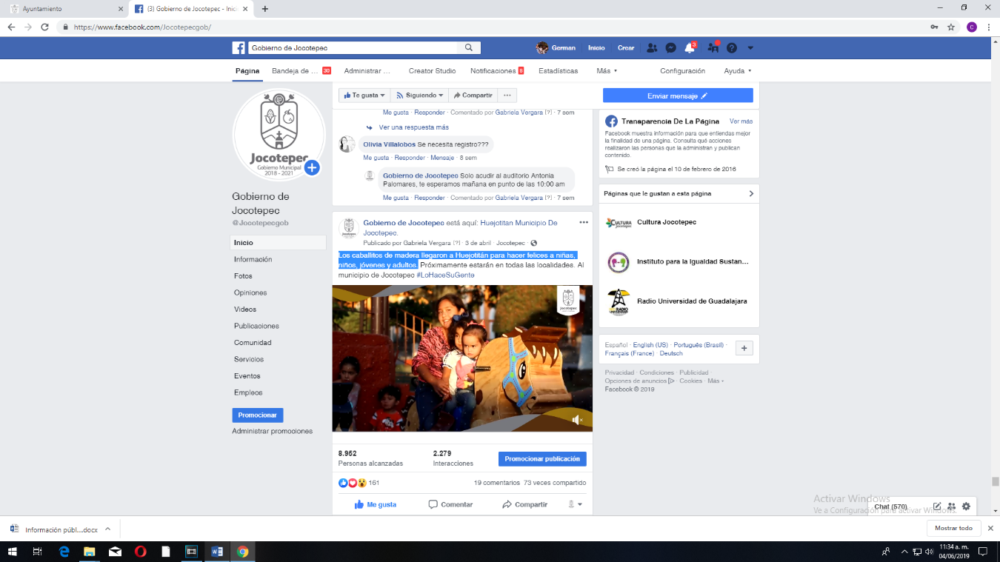 Ayuntamiento
(3) Gobierno de Jocotepec - Inic
https://www.facebook.com/Jocotepecgob/
C
Gobierno de Jocotepec
German
Inicio
Crear
3
Página
Bandeja de ... 30
Administrar ...
Creator Studio
Notificaciones 8
Estadísticas
Más
Configuración
Ayuda
Jocotepec
Gobierno Municipal
2018 - 2021
Gobierno de
Jocotepec
@Jocotepecgob
Inicio
Información
Fotos
Opiniones
Videos
Publicaciones
Comunidad
Servicios
Eventos
Empleos
Promocionar
Administrar promociones
Te gusta
Siguiendo
Compartir
Me gusta · Responder · Comentado por Gabriela Vergara [?] · 7 sem
Ver una respuesta más
Olivia Villalobos Se necesita registro???
Me gusta · Responder · Mensaje · 8 sem
Gobierno de Jocotepec Solo acudir al auditorio Antonia
Palomares, te esperamos mañana en punto de las 10:00 am
Me gusta · Responder · Comentado por Gabriela Vergara [?] · 7 sem
Gobierno de Jocotepec está aquí: Huejotitan Municipio De
Jocotepec.
Publicado por Gabriela Vergara [?] · 3 de abril · Jocotepec ·
Los caballitos de madera llegaron a Huejotitán para hacer felices a niñas,
niños, jóvenes y adultos. Próximamente estarán en todas las localidades. Al
municipio de Jocotepec #LoHaceSuGente
Jocotepec
8.952
Personas alcanzadas
2.279
Interacciones
Promocionar publicación
161
19 comentarios 73 veces compartido
Me gusta
Comentar
Compartir
Enviar mensaje
Transparencia De La Página
Ver más
Facebook muestra información para que entiendas mejor
la finalidad de una página. Consulta qué acciones
realizaron las personas que la administran y publican
contenido.
Se creó la página el 10 de febrero de 2016
Páginas que le gustan a esta página
Cultura Jocotepec
Instituto para la Igualdad Sustan...
Radio Universidad de Guadalajara
Español · English (US) · Português (Brasil) ·
Français (France) · Deutsch
Privacidad · Condiciones · Publicidad ·
Opciones de anuncios · Cookies · Más
Facebook © 2019
Activar Windows
Ve a Configuración para activar Windows.
Chat (570)
Información públ....docx
Mostrar todo
11:34 a. m.
04/06/2019